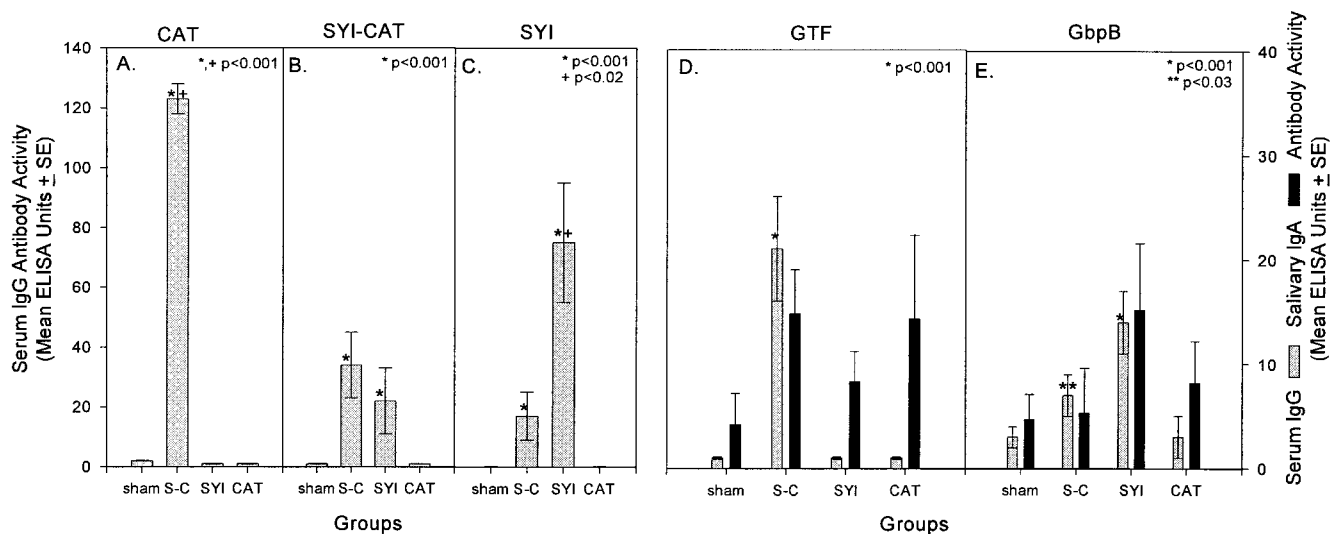 CAT
SYI-CAT
SYI
GTF
GbpB
A.
*,+ p<0.001
B.
* p<0.001
C.
* p<0.001
+ p<0.02
D.
* p<0.001
E.
* p<0.001
** p<0.03
Serum IgG Antibody Activity
(Mean ELISA Units ± SE)
140
120
100
80
60
40
20
0
*+
*
*
*
*+
*
**
*
40
30
20
10
0
Serum IgG Salivary IgA Antibody Activity
(Mean ELISA Units ± SE)
sham S-C SYI CAT
sham S-C SYI CAT
sham S-C SYI CAT
sham S-C SYI CAT
sham S-C SYI CAT
Groups
Groups